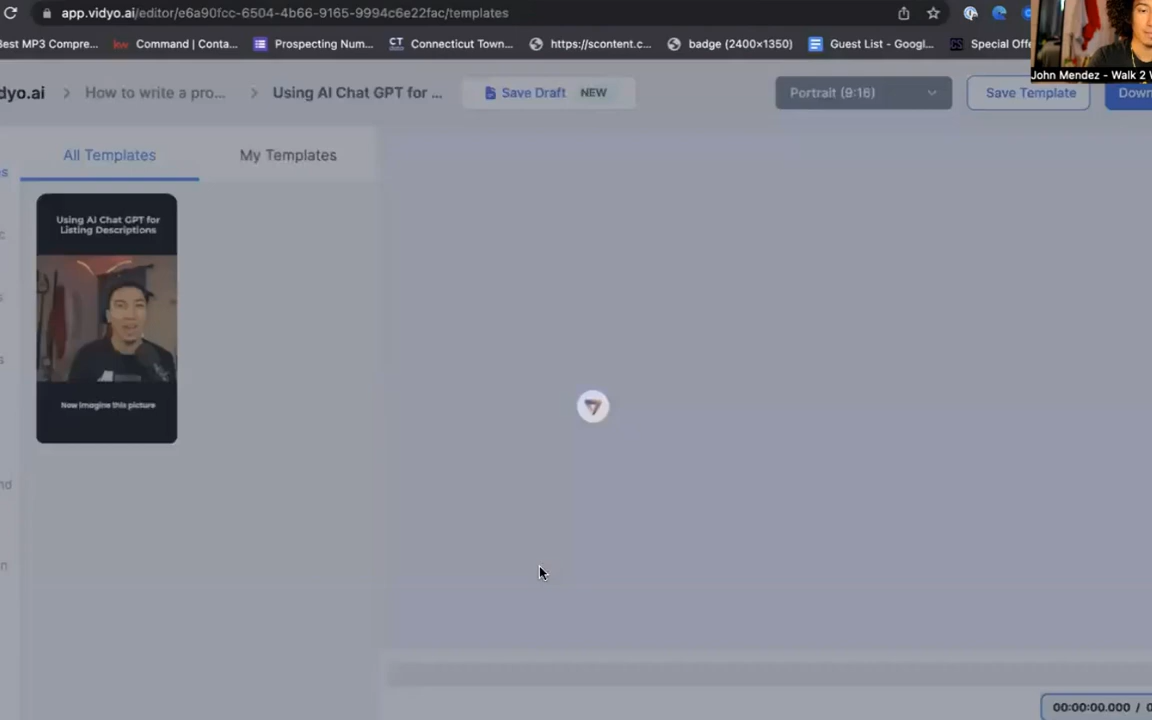 app.vidyo.ai/editor/e6a90fcc-6504-4b66-9165-9994c6e22fac/templates
Best MP3 Compre...
Command | Conta...
Prospecting Num...
CT
Connecticut Town...
https://scontent.c...
badge (2400×1350)
Guest List - Googl...
CS
Special Offe
John Mendez - Walk 2 W
dyo.ai
How to write a pro...
Using AI Chat GPT for ...
Save Draft NEW
Portrait (9:16)
Save Template
Down
All Templates
My Templates
Using AI Chat GPT for
Listing Descriptions
Now imagine this picture
00:00:00.000 / 0